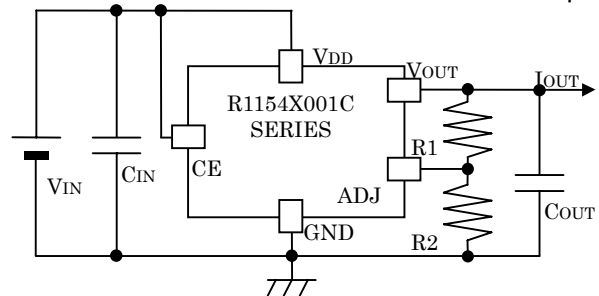 VDD
VOUT
IOUT
R1154X001C
SERIES
R1
CE
CIN
VIN
ADJ
COUT
GND
R2